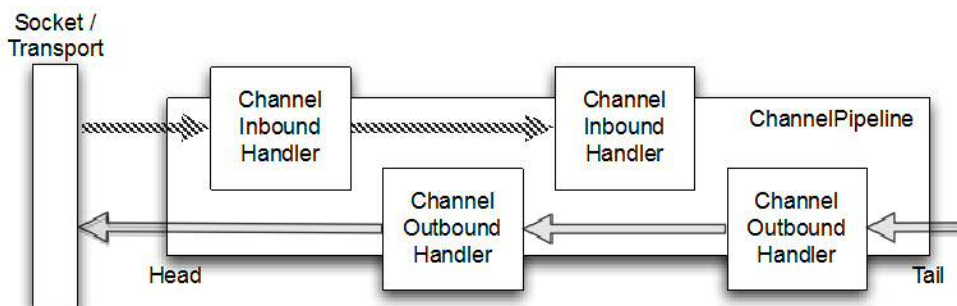 Socket /
Transport
Channel
Inbound
Handler
Channel
Inbound
Handler
ChannelPipeline
Channel
Outbound
Handler
Channel
Outbound
Handler
Head
Tail